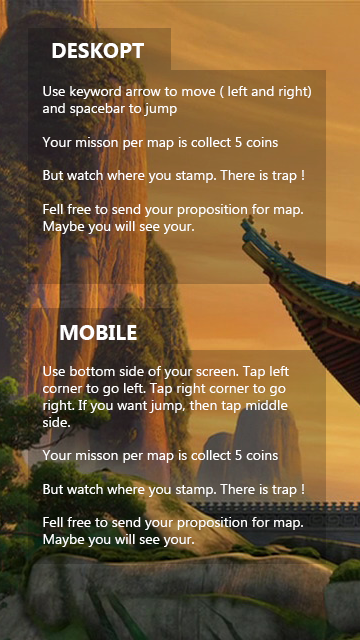 DESKOPT
Use keyword arrow to move ( left and right)
and spacebar to jump
Your misson per map is collect 5 coins
But watch where you stamp. There is trap !
Fell free to send your proposition for map.
Maybe you will see your.
MOBILE
Use bottom side of your screen. Tap left
corner to go left. Tap right corner to go
right. If you want jump, then tap middle
side.
Your misson per map is collect 5 coins
But watch where you stamp. There is trap !
Fell free to send your proposition for map.
Maybe you will see your.